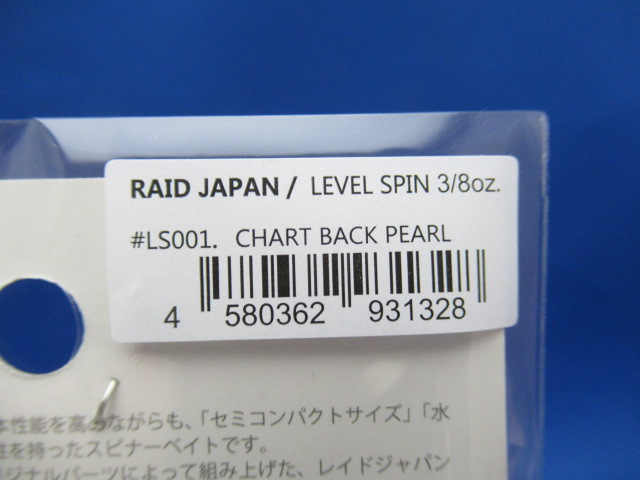 RAID JAPAN / LEVEL SPIN 3/8oz.
#LS001. CHART BACK PEARL
4 580362 931328
本性能を高めながらも、「セミコンパクトサイズ」「水
を持ったスピナーベイトです。
ジナルパーツによって組み上げた、レイドジャパン